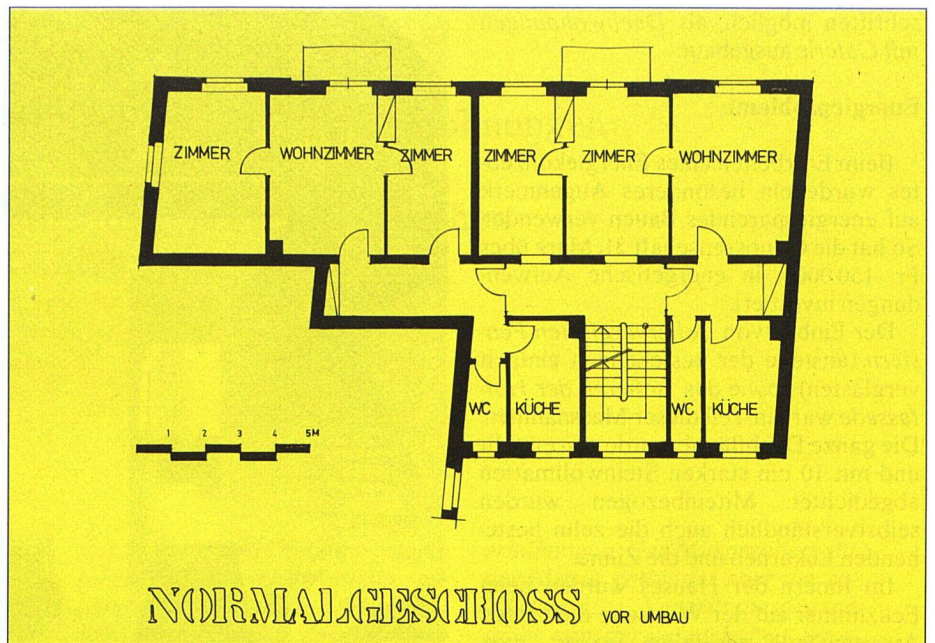 ZIMMER WOHNZIMMER ZIMMER ZIMMER ZIMMER WOHNZIMMER
WC KÜCHE WC KÜCHE
1 2 3 4 5M
NORMALGESCHOSS VOR UMBAU